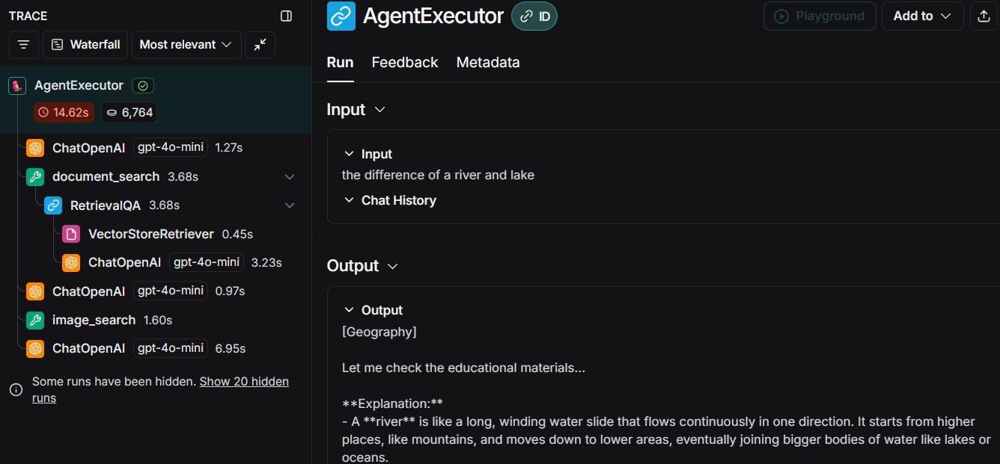 TRACE
Waterfall
Most relevant
AgentExecutor
14.62s
6,764
ChatOpenAI gpt-4o-mini 1.27s
document_search 3.68s
RetrievalQA 3.68s
VectorStoreRetriever 0.45s
ChatOpenAI gpt-4o-mini 3.23s
ChatOpenAI gpt-4o-mini 0.97s
image_search 1.60s
ChatOpenAI gpt-4o-mini 6.95s
Some runs have been hidden. Show 20 hidden
runs
AgentExecutor
ID
Playground
Add to
Run
Feedback
Metadata
Input
Input
the difference of a river and lake
Chat History
Output
Output
[Geography]
Let me check the educational materials...
**Explanation:**
- A **river** is like a long, winding water slide that flows continuously in one direction. It starts from higher
places, like mountains, and moves down to lower areas, eventually joining bigger bodies of water like lakes or
oceans.